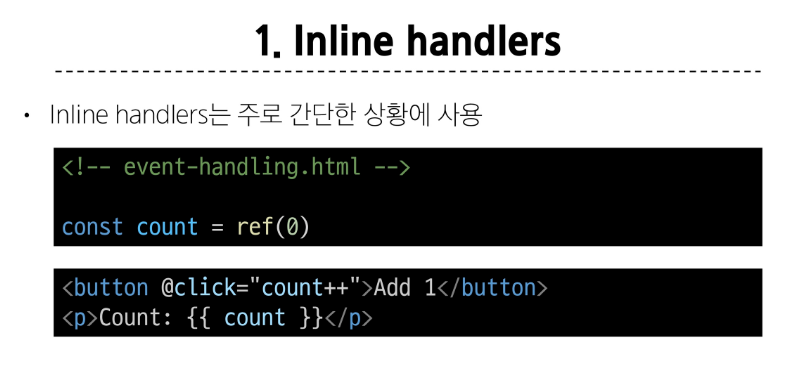 1. Inline handlers
• Inline handlers는 주로 간단한 상황에 사용
<!-- event-handling.html -->
const count = ref(0)
<button @click="count++">Add 1</button>
<p>Count: {{ count }}</p>